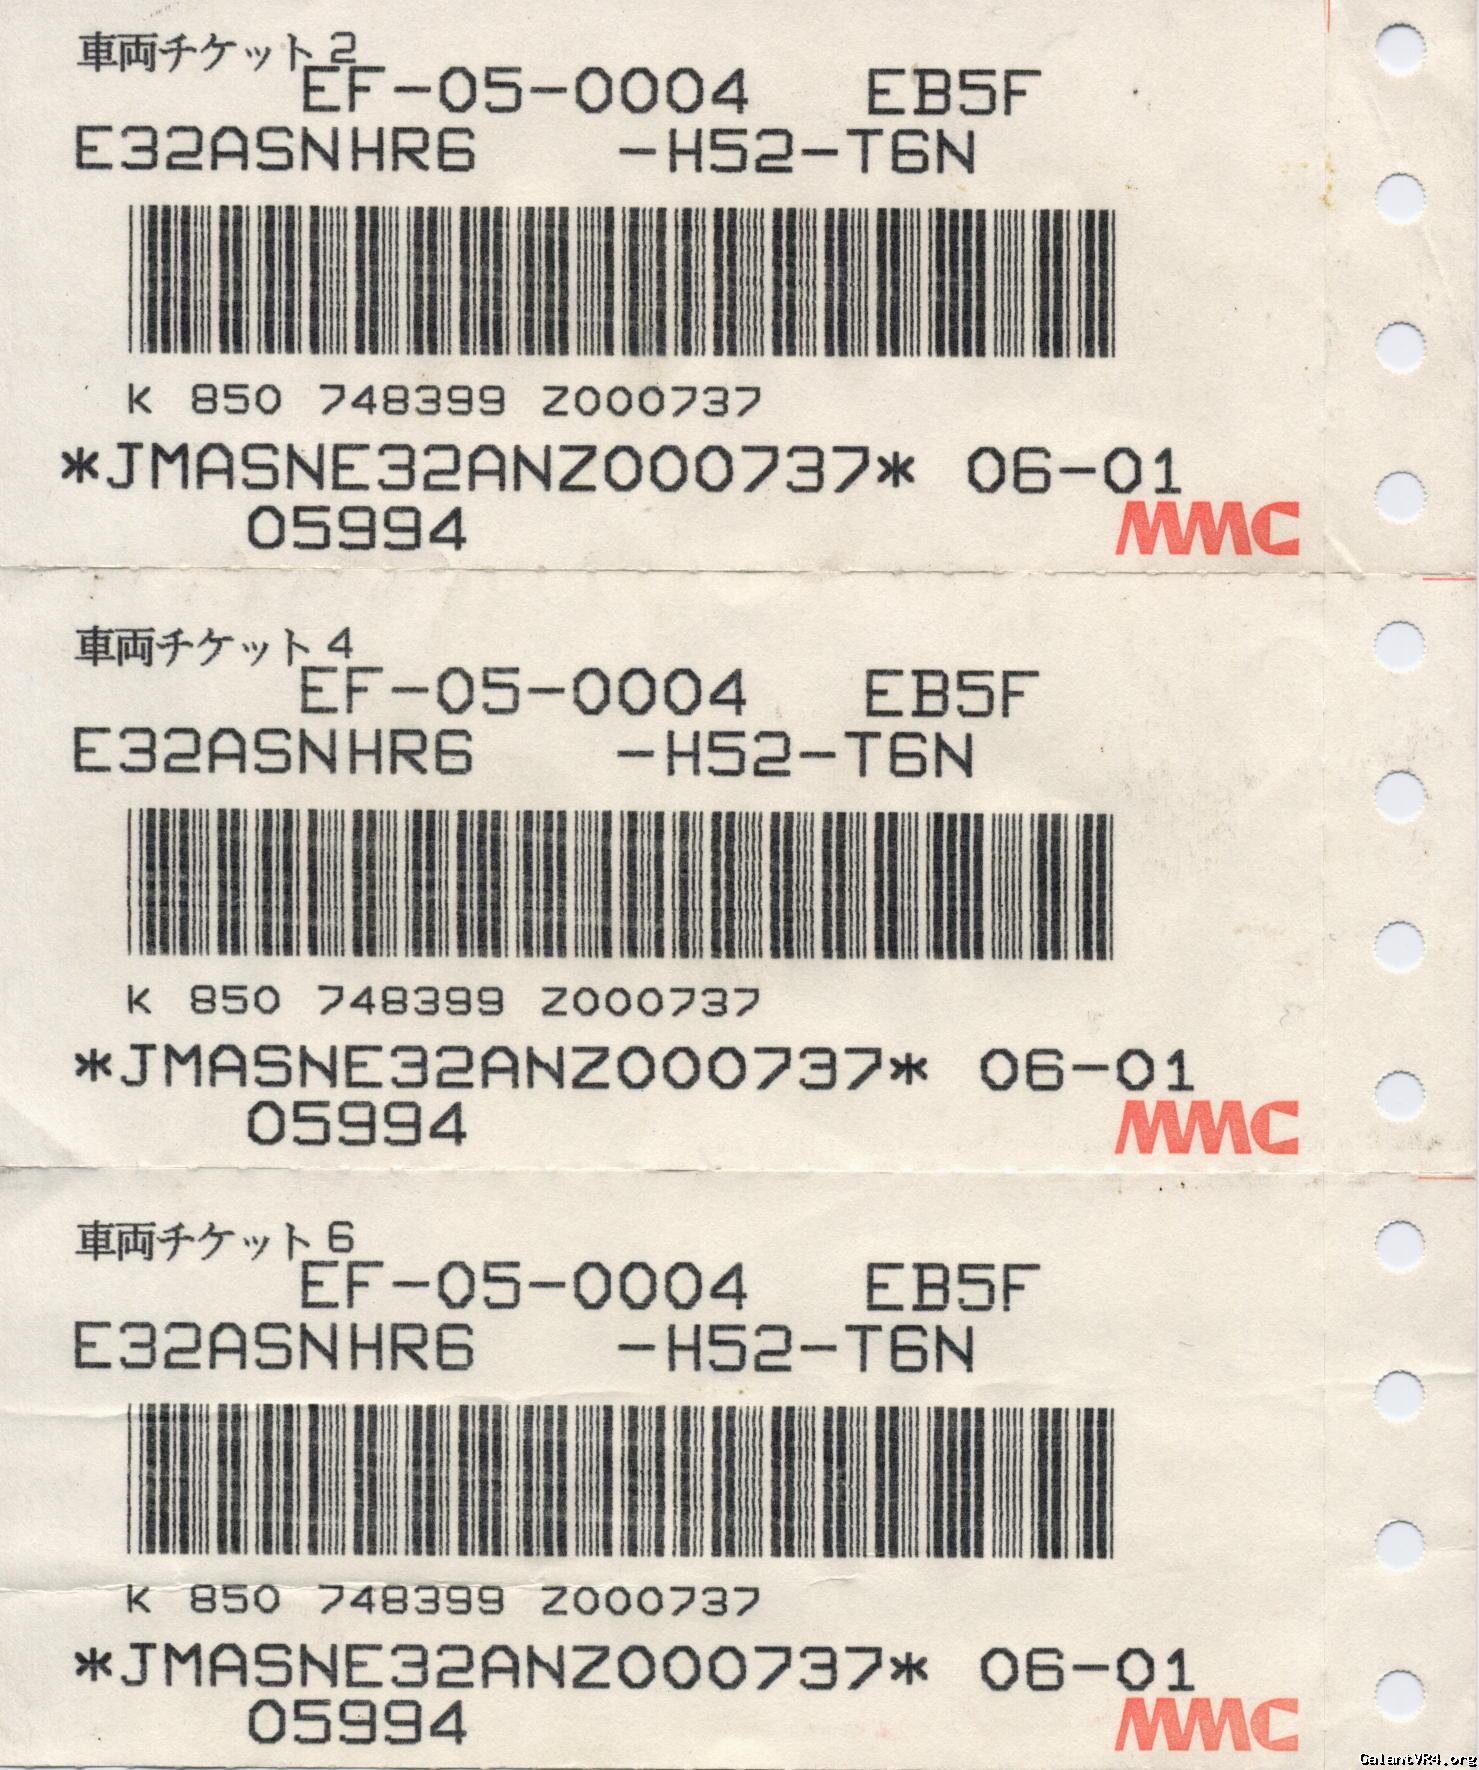 車両チケット 2
EF-05-0004 EB5F
E32ASNHR6 -H52-T6N
K 850 748399 Z000737
*JMASNE32ANZ000737* 06-01
05994 MMC
車両チケット 4
EF-05-0004 EB5F
E32ASNHR6 -H52-T6N
K 850 748399 Z000737
*JMASNE32ANZ000737* 06-01
05994 MMC
車両チケット 6
EF-05-0004 EB5F
E32ASNHR6 -H52-T6N
K 850 748399 Z000737
*JMASNE32ANZ000737* 06-01
05994 MMC
GalantVR4.org